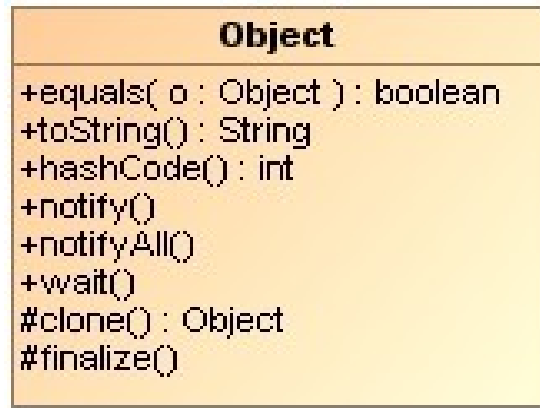 Object
+equals( o : Object ) : boolean
+toString() : String
+hashCode() : int
+notify()
+notifyAll()
+wait()
#clone() : Object
#finalize()